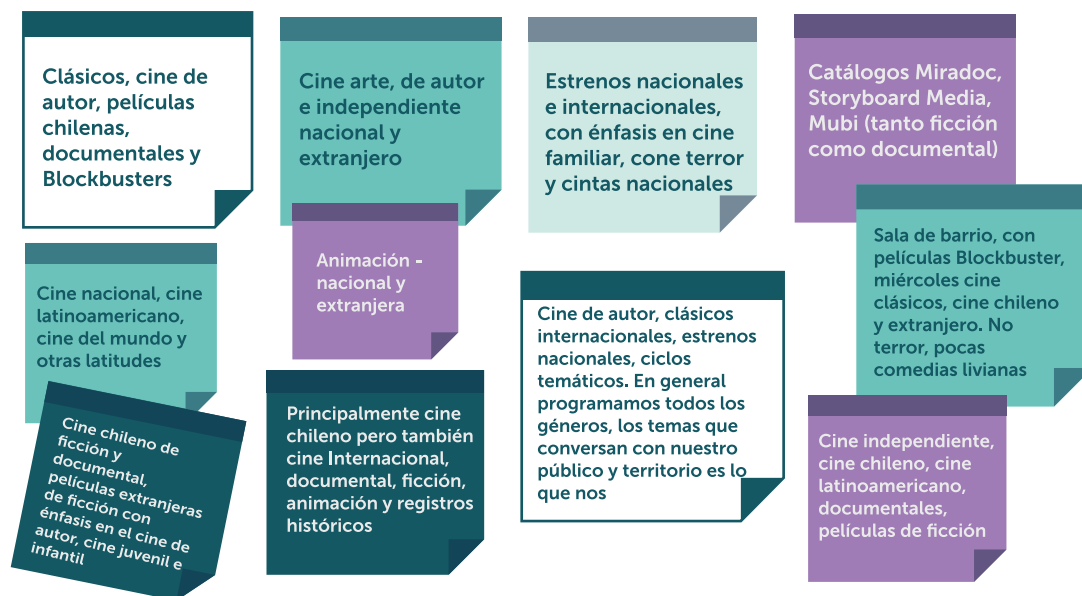 Clásicos, cine de
autor, películas
chilenas,
documentales y
Blockbusters
Cine arte, de autor
e independiente
nacional y
extranjero
Estrenos nacionales
e internacionales,
con énfasis en cine
familiar, cone terror
y cintas nacionales
Catálogos Miradoc,
Storyboard Media,
Mubi (tanto ficción
como documental)
Cine nacional, cine
latinoamericano,
cine del mundo y
otras latitudes
Animación -
nacional y
extranjera
Cine de autor, clásicos
internacionales, estrenos
nacionales, ciclos
temáticos. En general
programamos todos los
géneros, los temas que
conversan con nuestro
público y territorio es lo
que nos
Sala de barrio, con
películas Blockbuster,
miércoles cine
clásicos, cine chileno
y extranjero. No
terror, pocas
comedias livianas
Cine chileno de
ficción y
documental,
películas extranjeras
de ficción con
énfasis en el cine de
autor, cine juvenil e
infantil
Principalmente cine
chileno pero también
cine Internacional,
documental, ficción,
animación y registros
históricos
Cine independiente,
cine chileno, cine
latinoamericano,
documentales,
películas de ficción